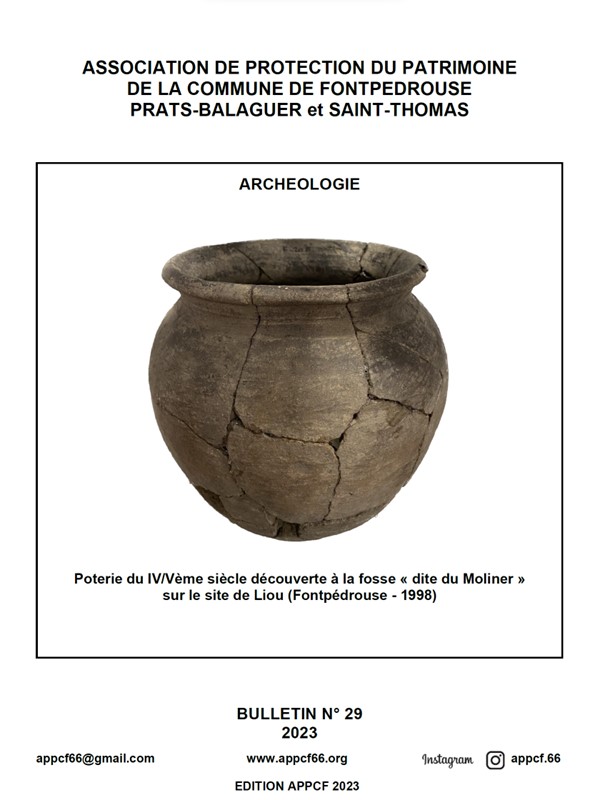 ASSOCIATION DE PROTECTION DU PATRIMOINE
DE LA COMMUNE DE FONTPEDROUSE
PRATS-BALAGUER et SAINT-THOMAS
ARCHEOLOGIE
Poterie du IV/Vème siècle découverte à la fosse « dite du Moliner »
sur le site de Liou (Fontpédrouse - 1998)
BULLETIN N° 29
2023
appcf66@gmail.com www.appcf66.org Instagram appcf.66
EDITION APPCF 2023